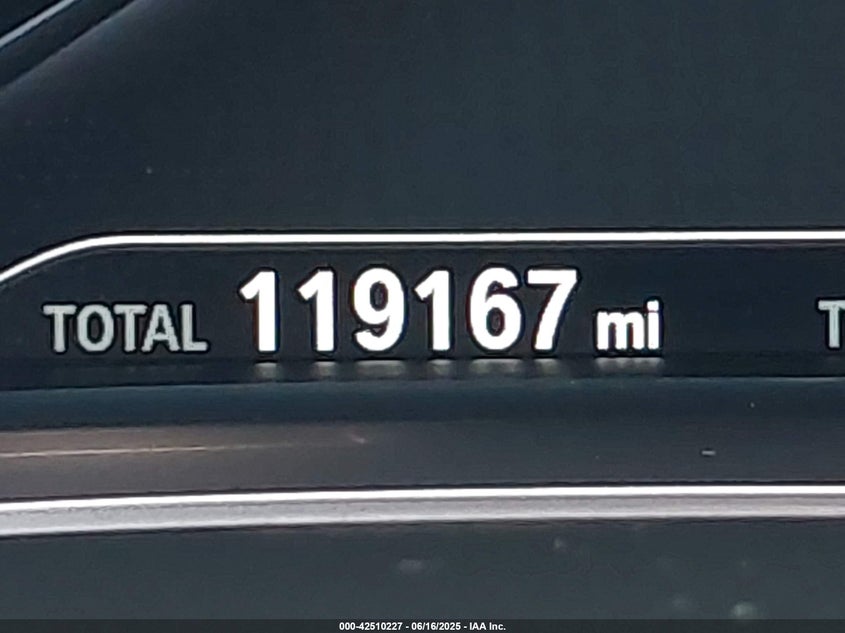 TOTAL 119167 mi T
000-42510227 - 06/16/2025 - IAA Inc.